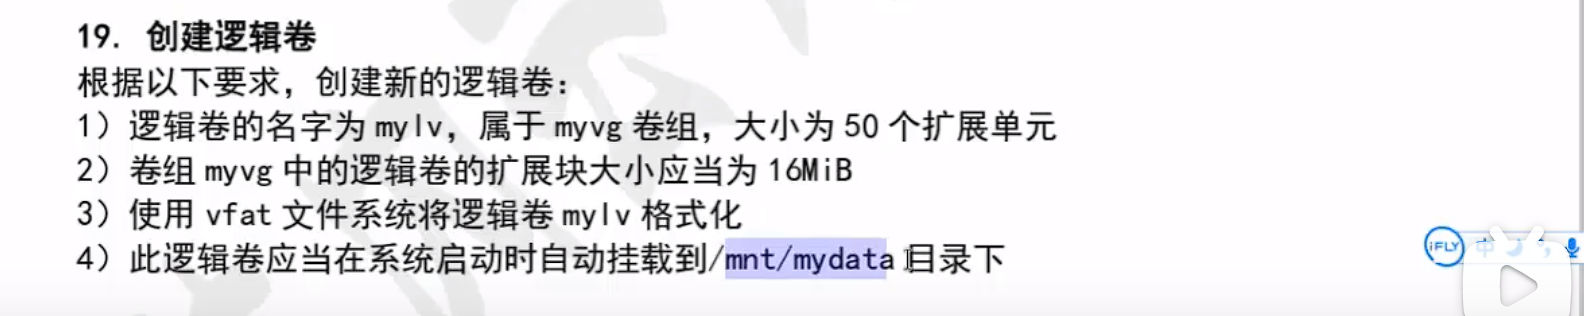 19. 创建逻辑卷
根据以下要求，创建新的逻辑卷：
1）逻辑卷的名字为 mylv，属于 myvg 卷组，大小为 50 个扩展单元
2）卷组 myvg 中的逻辑卷的扩展块大小应当为 16MiB
3）使用 vfat 文件系统将逻辑卷 mylv 格式化
4）此逻辑卷应当在系统启动时自动挂载到/mnt/mydata 目录下
iFLY 中